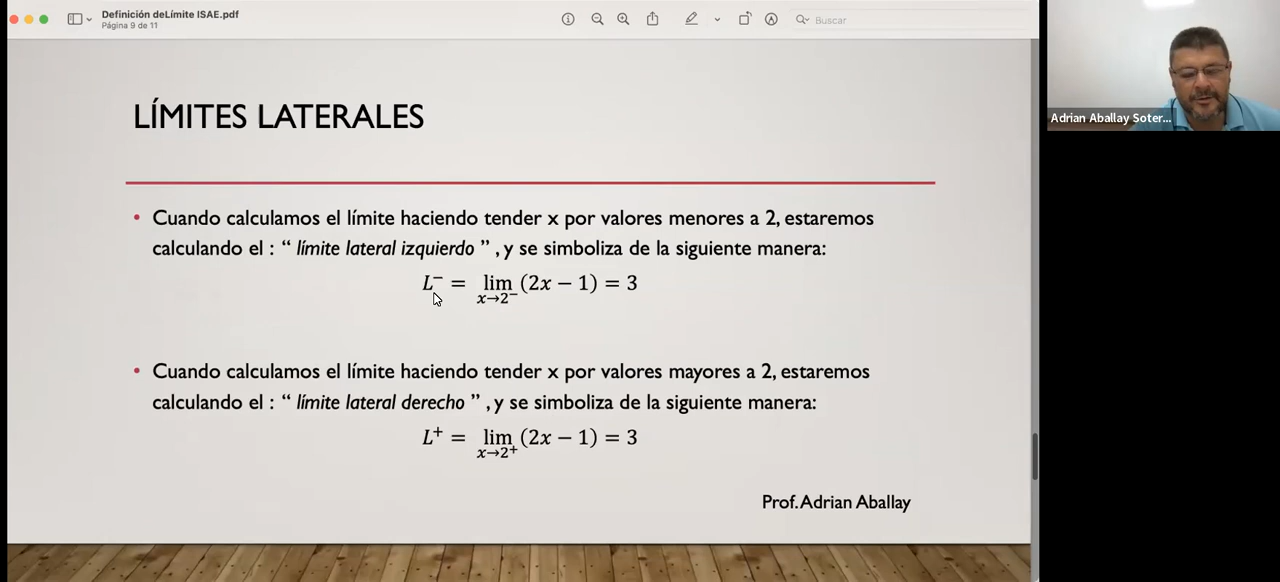 Definición deLímite ISAE.pdf
Página 9 de 11
Buscar
LÍMITES LATERALES
• Cuando calculamos el límite haciendo tender x por valores menores a 2, estaremos
calculando el : “ límite lateral izquierdo ” , y se simboliza de la siguiente manera:
L⁻ = lim (2x − 1) = 3
x→2⁻
• Cuando calculamos el límite haciendo tender x por valores mayores a 2, estaremos
calculando el : “ límite lateral derecho ” , y se simboliza de la siguiente manera:
L⁺ = lim (2x − 1) = 3
x→2⁺
Prof. Adrian Aballay
Adrian Aballay Soter...